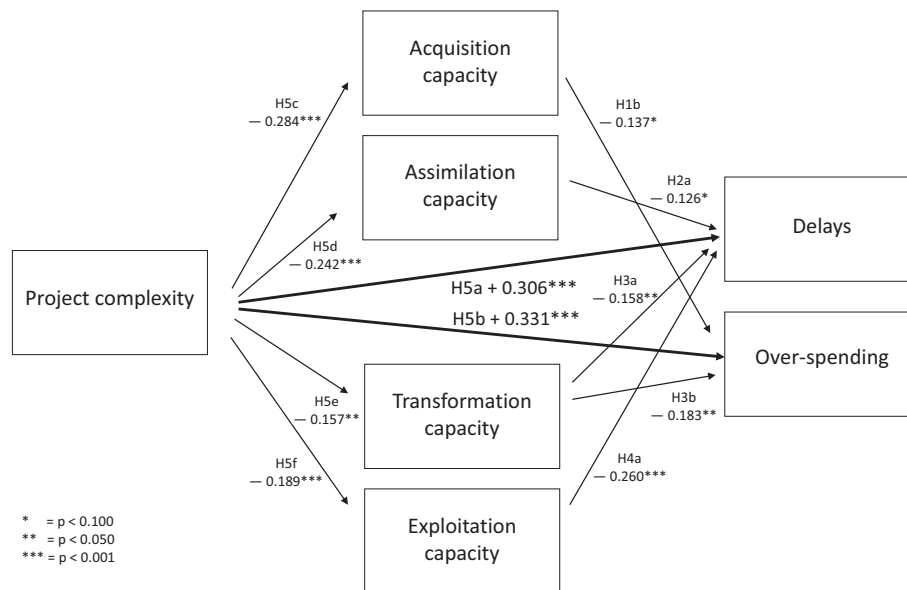 Acquisition
capacity
H5c
— 0.284***
H1b
— 0.137*
Assimilation
capacity
H2a
— 0.126*
Delays
H5d
— 0.242***
Project complexity
H5a + 0.306***
H3a
— 0.158**
H5b + 0.331***
Over-spending
H5e
— 0.157**
Transformation
capacity
H3b
— 0.183**
H5f
— 0.189***
H4a
— 0.260***
Exploitation
capacity
* = p < 0.100
** = p < 0.050
*** = p < 0.001